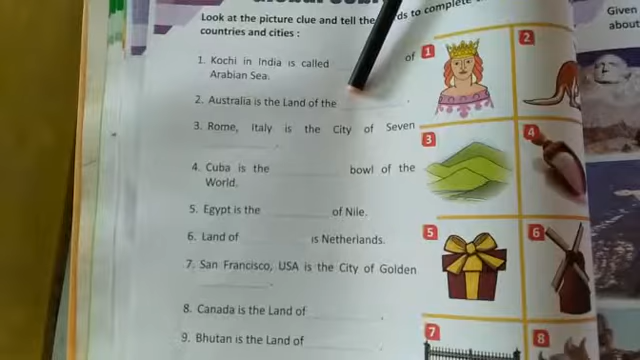 Look at the picture clue and tell the
to complete
countries and cities :
1. Kochi in India is called of
Arabian Sea.
2. Australia is the Land of the .
3. Rome, Italy is the City of Seven
.
4. Cuba is the bowl of the
World.
5. Egypt is the of Nile.
6. Land of is Netherlands.
7. San Francisco, USA is the City of Golden
.
8. Canada is the Land of .
9. Bhutan is the Land of .
1
2
3
4
5
6
7
8
Given
about